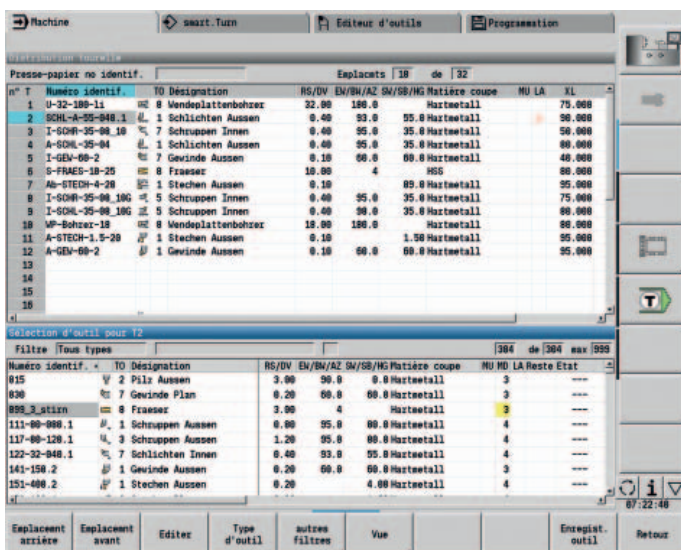 Machine smart.Turn Editeur d'outils Programmation
Distribution tourelle
Presse-papier no identif. Emplacmts 18 de 32
n° T Numéro identif. TO Désignation RS/DV EW/BW/AZ SW/SB/HG Matière coupe MU LA XL
1 U-32-180-li 8 Wendeplattenbohrer 32.00 180.0 Hartmetall 75.000
2 SCHL-A-55-040.1 1 Schlichten Aussen 0.40 93.0 55.0 Hartmetall 90.000
3 I-SCHR-35-08_10 7 Schruppen Innen 0.40 95.0 35.0 Hartmetall 50.000
4 A-SCHL-35-04 1 Schlichten Aussen 0.40 95.0 35.0 Hartmetall 80.000
5 I-GEW-60-2 7 Gewinde Aussen 0.10 60.0 60.0 Hartmetall 40.000
6 S-FRAES-10-25 8 Fraeser 10.00 4 HSS 80.000
7 Ab-STECH-4-20 1 Stechen Aussen 0.10 89.0 Hartmetall 95.000
8 I-SCHR-35-08_10G 5 Schruppen Innen 0.40 95.0 35.0 Hartmetall 75.000
9 I-SCHL-35-08_10G 5 Schruppen Innen 0.40 90.0 35.0 Hartmetall 80.000
10 WP-Bohrer-18 8 Wendeplattenbohrer 18.00 180.0 Hartmetall 80.000
11 A-STECH-1.5-20 1 Stechen Aussen 0.10 1.50 Hartmetall 95.000
12 A-GEW-60-2 1 Gewinde Aussen 0.10 60.0 60.0 Hartmetall 95.000
13
14
15
16
Sélection d'outil pour T2
Filtre Tous types 304 de 304 max 999
Numéro identif. TO Désignation RS/DV EW/BW/AZ SW/SB/HG Matière coupe MU MD LA Reste Etat
015 2 Pilz Aussen 3.00 90.0 0.0 Hartmetall 3 ---
030 7 Gewinde Plan 0.20 60.0 60.0 Hartmetall 3 ---
099_3_stirn 8 Fraeser 3.00 4 Hartmetall 3 ---
111-80-080.1 1 Schruppen Aussen 0.80 95.0 80.0 Hartmetall 4 ---
117-80-120.1 3 Schruppen Aussen 1.20 95.0 80.0 Hartmetall 4 ---
122-32-040.1 7 Schlichten Innen 0.40 93.0 55.0 Hartmetall 4 ---
141-150.2 1 Gewinde Aussen 0.20 60.0 60.0 Hartmetall 3 ---
151-400.2 1 Stechen Aussen 0.20 4.00 Hartmetall 4 ---
T
i
07:22:40
Emplacemnt arrière
Emplacemnt avant
Editer
Type d'outil
autres filtres
Vue
Enregist. outil
Retour